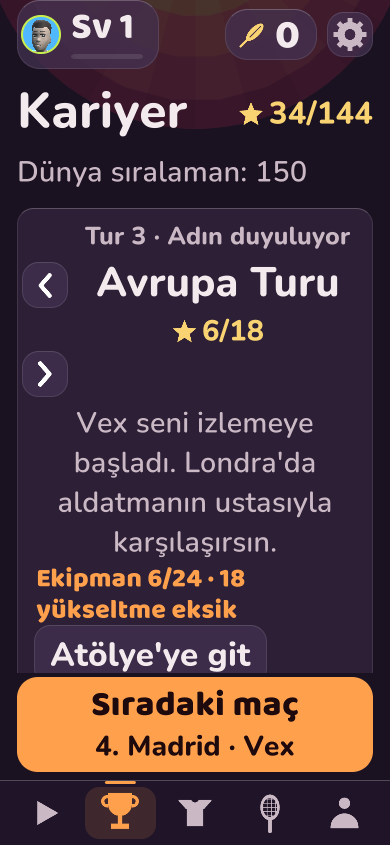 Sv 1
0
Kariyer
34/144
Dünya sıralaman: 150
Tur 3 · Adın duyuluyor
Avrupa Turu
6/18
Vex seni izlemeye
başladı. Londra'da
aldatmanın ustasıyla
karşılaşırsın.
Ekipman 6/24 · 18
yükseltme eksik
Atölye'ye git
Sıradaki maç
4. Madrid · Vex